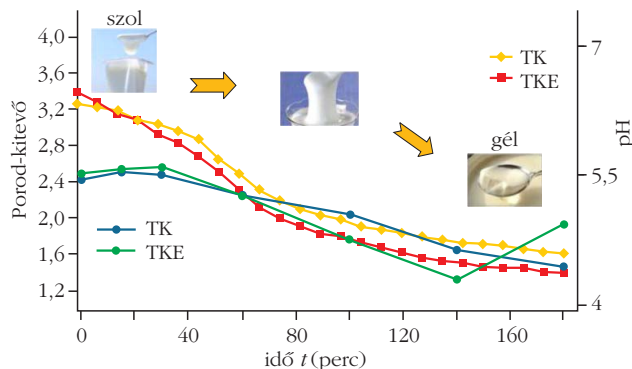 szol
4,0
3,6
3,2
2,8
2,4
2,0
1,6
1,2
Porod-kitevő
7
5,5
4
pH
TK
TKE
gél
TK
TKE
0
40
80
120
160
idő t (perc)